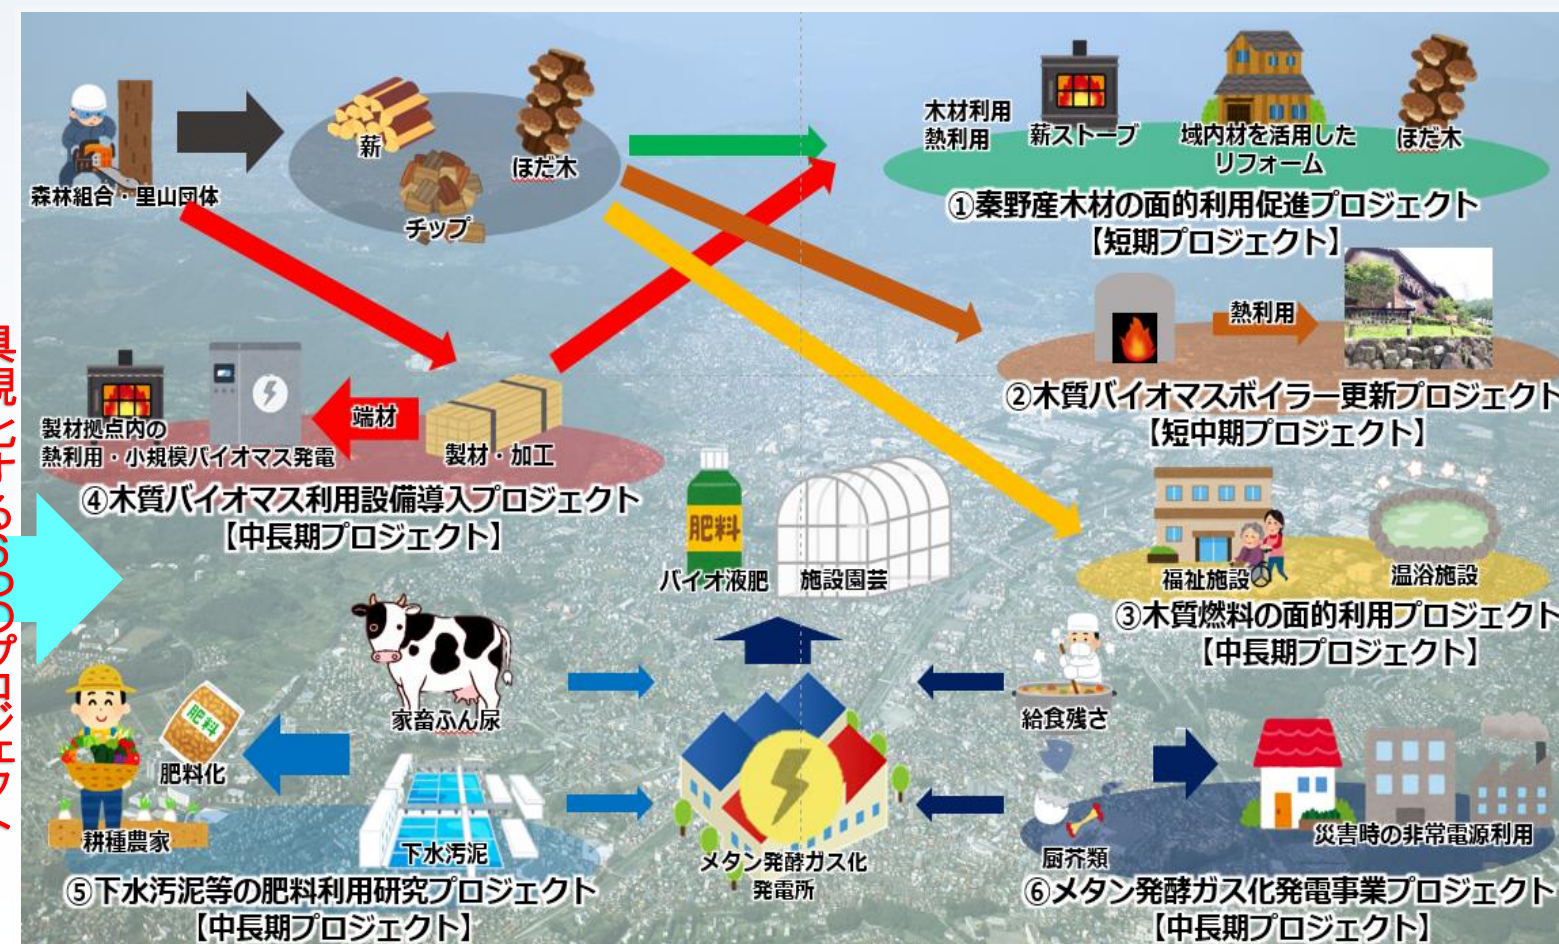 森林組合・里山団体
薪
チップ
ほだ木
木材利用
熱利用
薪ストーブ
域内材を活用した
リフォーム
ほだ木
①秦野産木材の面的利用促進プロジェクト
【短期プロジェクト】
熱利用
②木質バイオマスボイラー更新プロジェクト
【短中期プロジェクト】
製材拠点内の
熱利用・小規模バイオマス発電
端材
製材・加工
④木質バイオマス利用設備導入プロジェクト
【中長期プロジェクト】
肥料
バイオ液肥
施設園芸
福祉施設
温浴施設
③木質燃料の面的利用プロジェクト
【中長期プロジェクト】
家畜ふん尿
肥料
肥料化
耕種農家
下水汚泥
⑤下水汚泥等の肥料利用研究プロジェクト
【中長期プロジェクト】
メタン発酵ガス化
発電所
給食残さ
厨芥類
災害時の非常電源利用
⑥メタン発酵ガス化発電事業プロジェクト
【中長期プロジェクト】